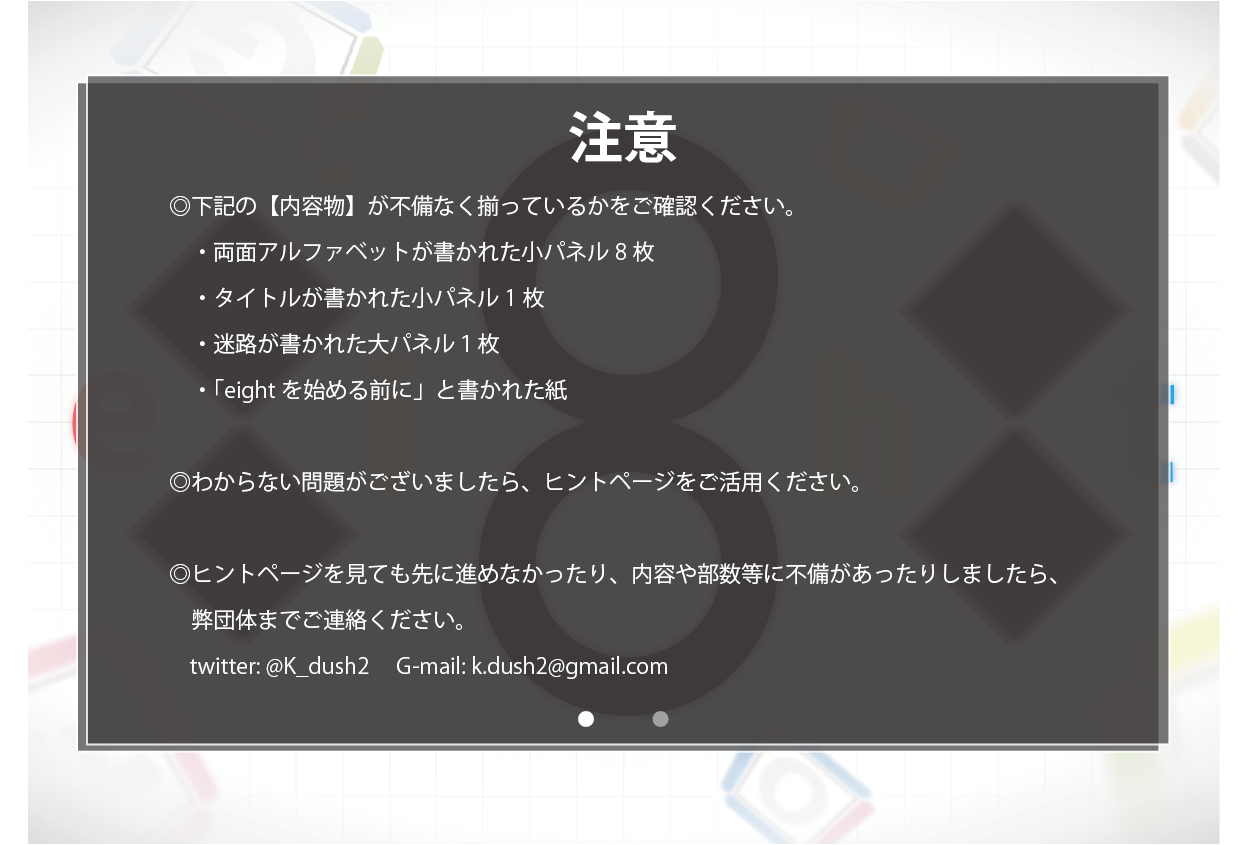 注意
◎下記の【内容物】が不備なく揃っているかをご確認ください。
・両面アルファベットが書かれた小パネル 8 枚
・タイトルが書かれた小パネル 1 枚
・迷路が書かれた大パネル 1 枚
・「eight を始める前に」と書かれた紙
◎わからない問題がございましたら、ヒントページをご活用ください。
◎ヒントページを見ても先に進めなかったり、内容や部数等に不備があったりしましたら、
弊団体までご連絡ください。
twitter: @K_dush2 G-mail: k.dush2@gmail.com